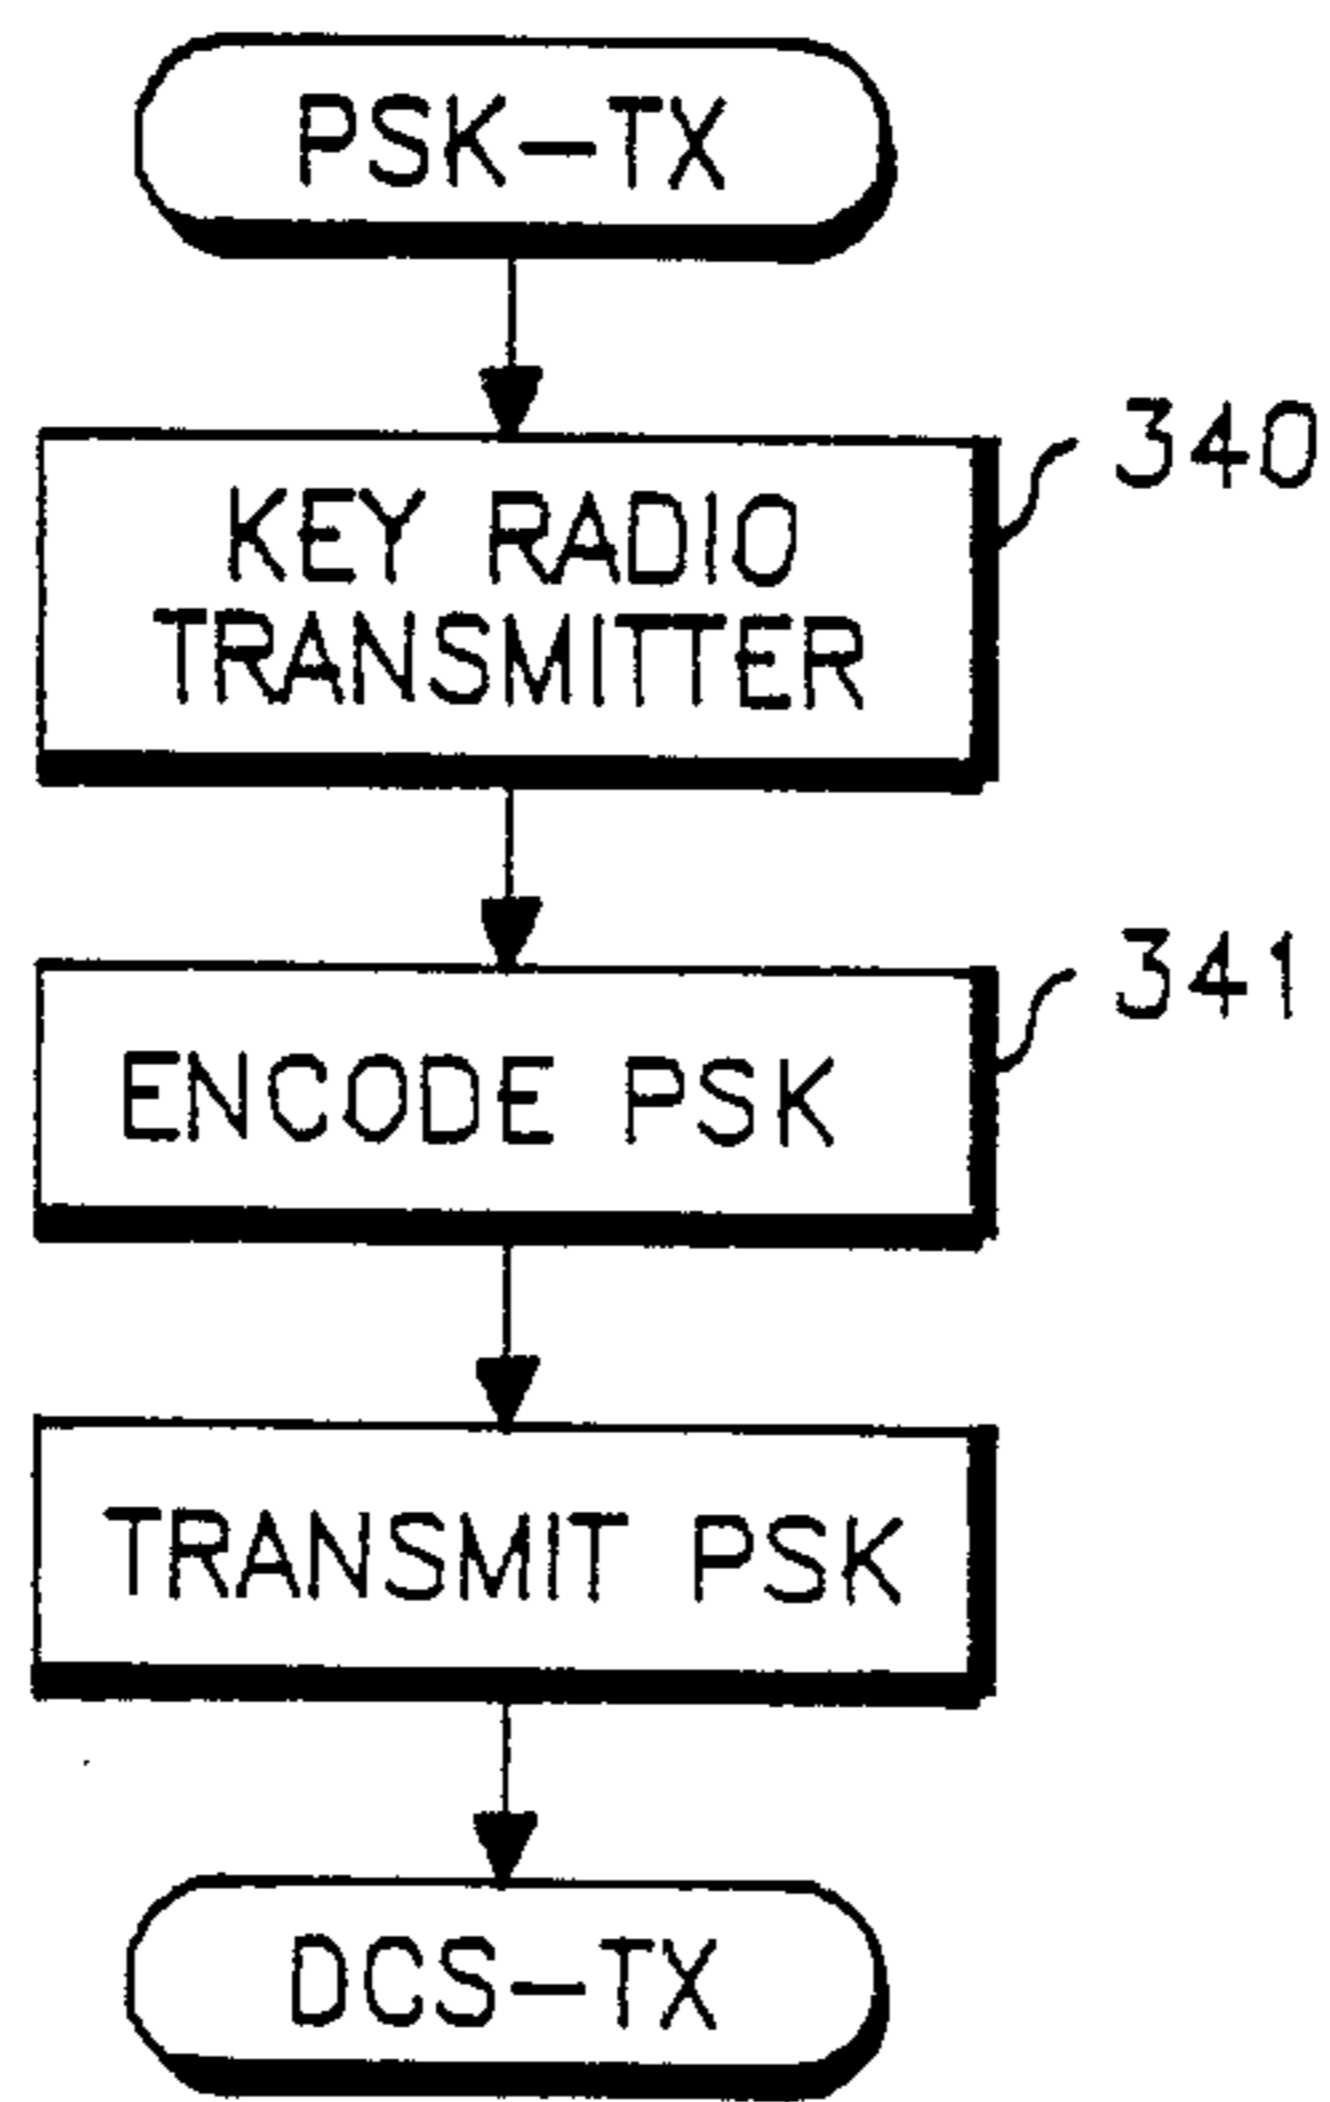 PSK-TX
340
KEY RADIO
TRANSMITTER
341
ENCODE PSK
TRANSMIT PSK
DCS-TX